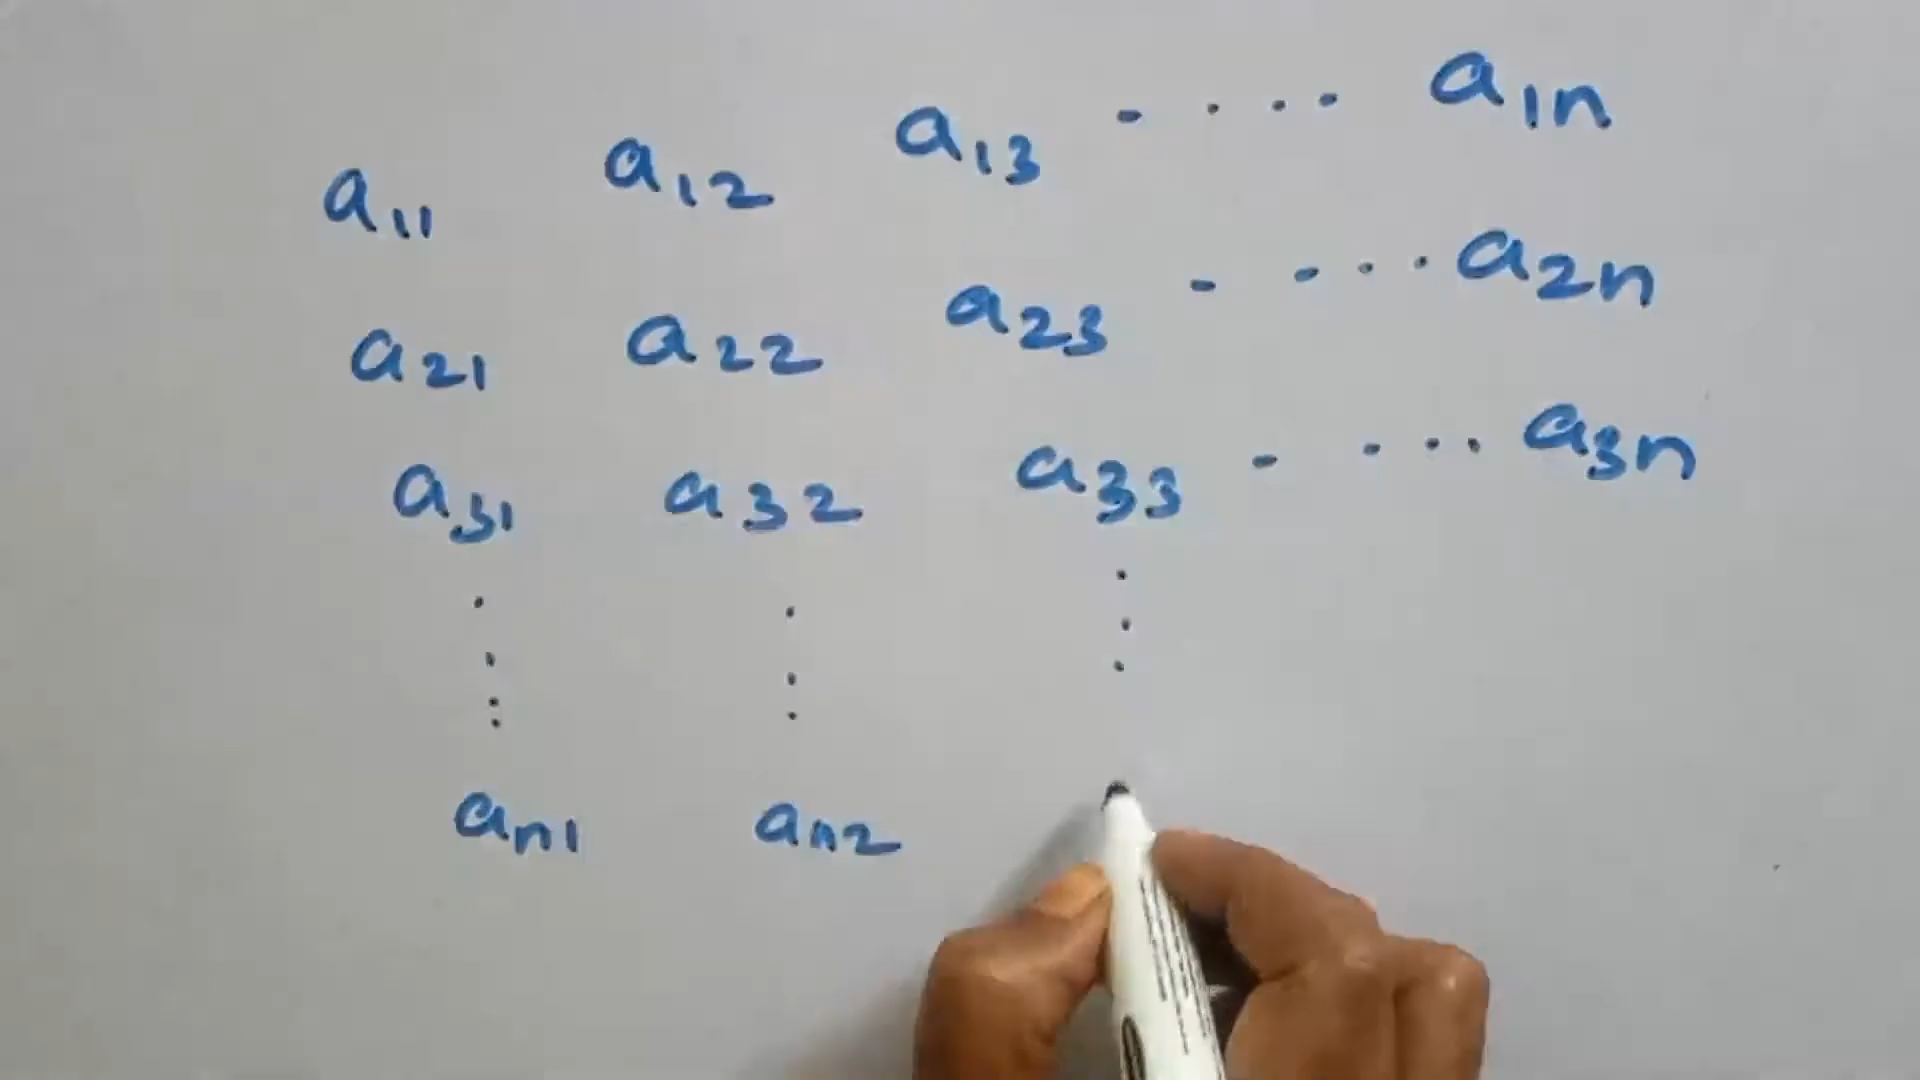 a₁₁ a₁₂ a₁₃ - · · · a₁ₙ
a₂₁ a₂₂ a₂₃ - · · · a₂ₙ
a₃₁ a₃₂ a₃₃ - · · · a₃ₙ
⋮ ⋮ ⋮
aₙ₁ aₙ₂